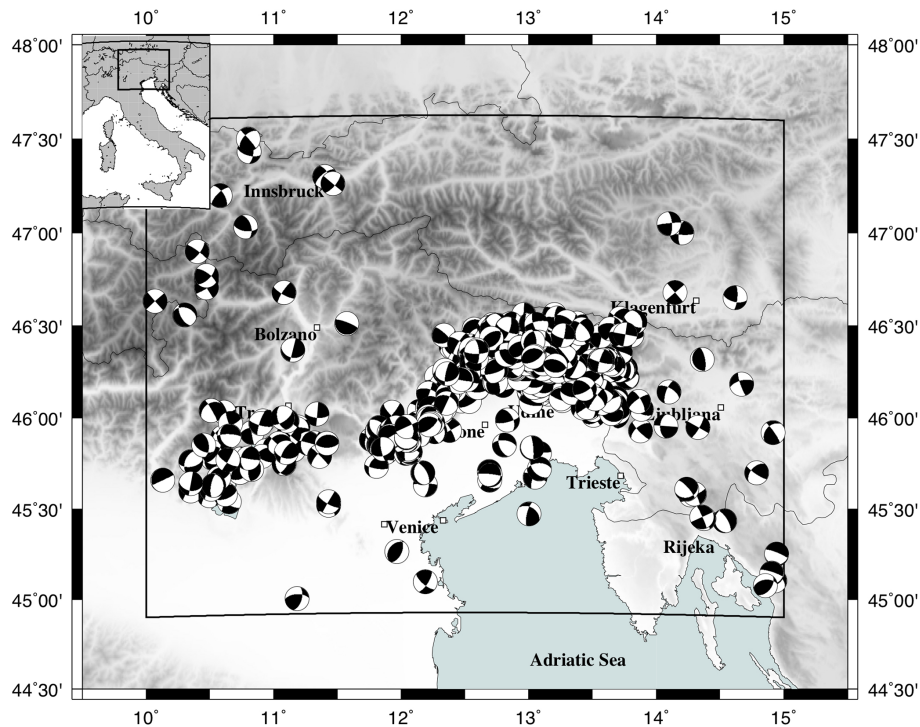 10˚ 11˚ 12˚ 13˚ 14˚ 15˚
48˚00' 48˚00'
47˚30' 47˚30'
Innsbruck
47˚00' 47˚00'
46˚30' 46˚30'
Klagenfurt
Bolzano
46˚00' 46˚00'
Trieste
45˚30' 45˚30'
Venice
Rijeka
45˚00' 45˚00'
Adriatic Sea
44˚30' 44˚30'
10˚ 11˚ 12˚ 13˚ 14˚ 15˚